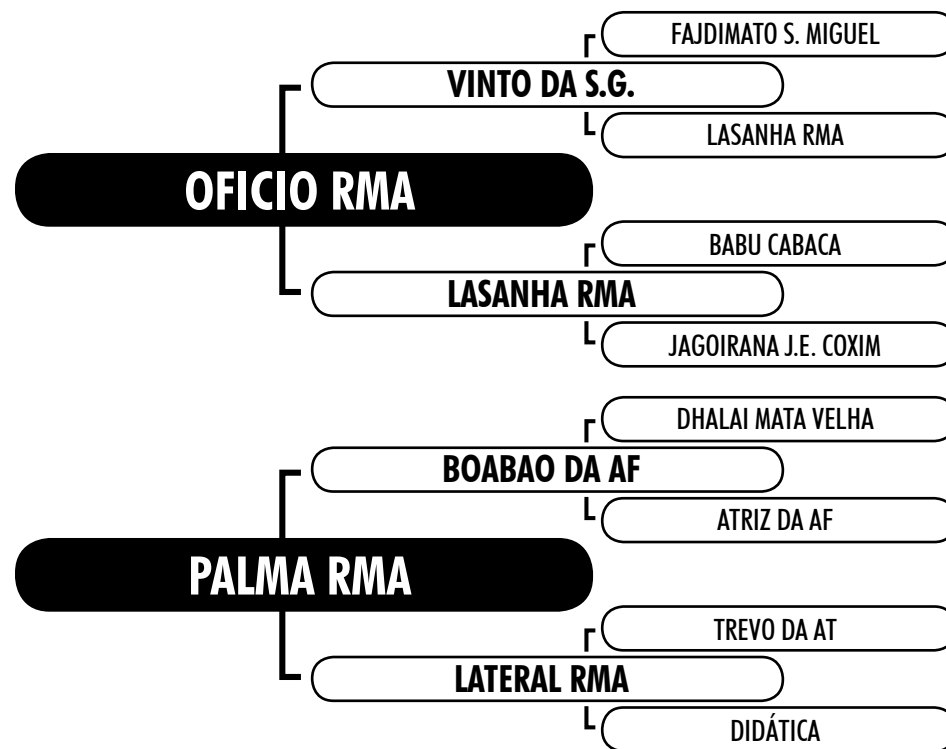 FAJDIMATO S. MIGUEL
VINTO DA S.G.
LASANHA RMA
OFICIO RMA
BABU CABACA
LASANHA RMA
JAGOIRANA J.E. COXIM
DHALAI MATA VELHA
BOABAO DA AF
ATRIZ DA AF
PALMA RMA
TREVO DA AT
LATERAL RMA
DIDÁTICA